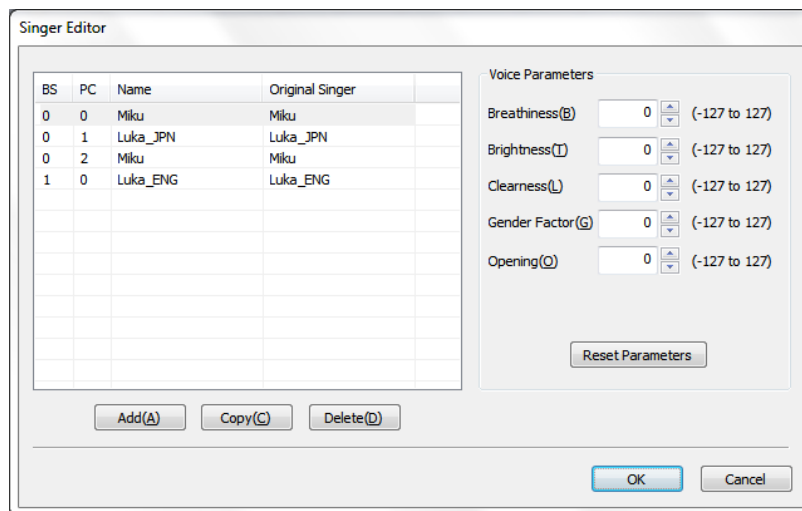 Singer Editor
BS PC Name Original Singer
0 0 Miku Miku
0 1 Luka_JPN Luka_JPN
0 2 Miku Miku
1 0 Luka_ENG Luka_ENG
Add(A) Copy(C) Delete(D)
Voice Parameters
Breathiness(B) 0 (-127 to 127)
Brightness(T) 0 (-127 to 127)
Clearness(L) 0 (-127 to 127)
Gender Factor(G) 0 (-127 to 127)
Opening(O) 0 (-127 to 127)
Reset Parameters
OK Cancel